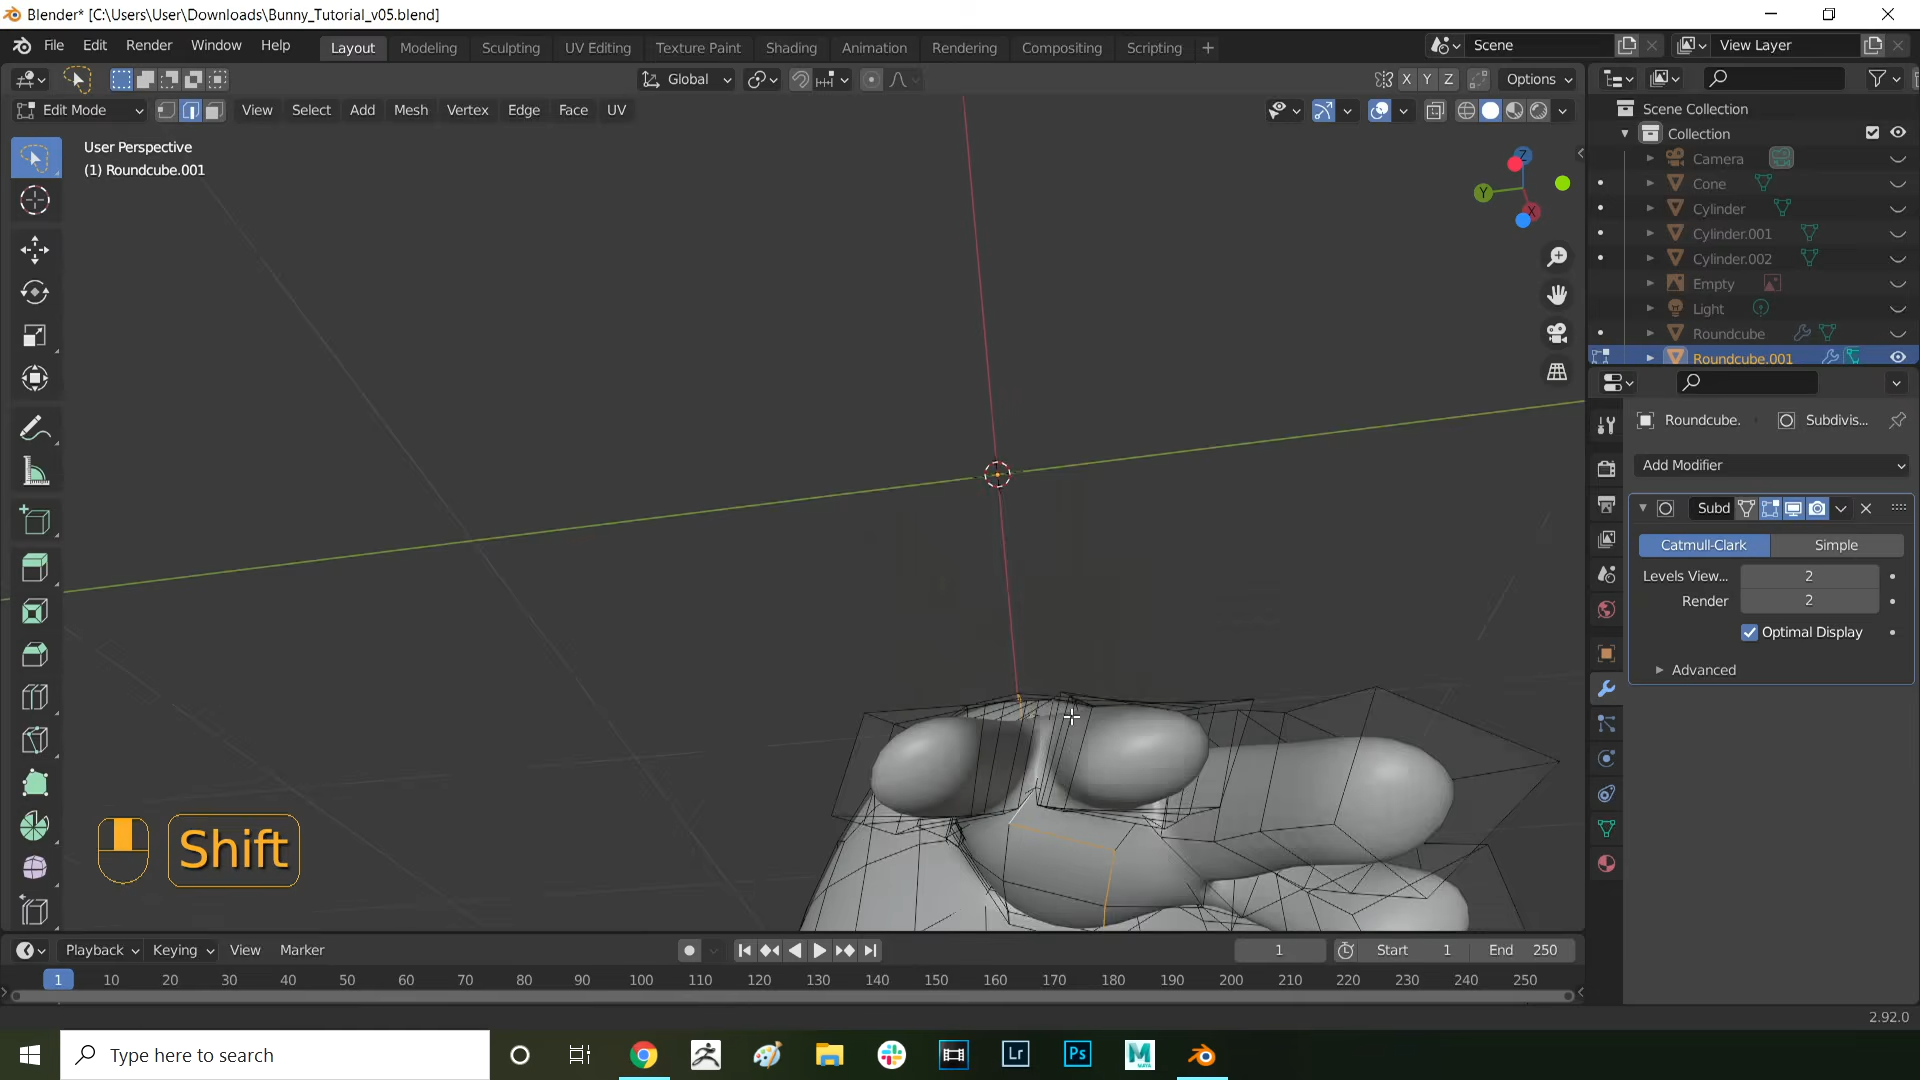 Blender* [C:\Users\User\Downloads\Bunny_Tutorial_v05.blend]
File Edit Render Window Help Layout Modeling Sculpting UV Editing Texture Paint Shading Animation Rendering Compositing Scripting + Scene View Layer
Global X Y Z Options
Edit Mode View Select Add Mesh Vertex Edge Face UV
User Perspective
(1) Roundcube.001
Z
Y
X
Scene Collection
Collection
Camera
Cone
Cylinder
Cylinder.001
Cylinder.002
Empty
Light
Roundcube
Roundcube.001
Roundcube. Subdivis...
Add Modifier
Subd
Catmull-Clark Simple
Levels View... 2
Render 2
Optimal Display
Advanced
Shift
Playback Keying View Marker 1 Start 1 End 250
1 10 20 30 40 50 60 70 80 90 100 110 120 130 140 150 160 170 180 190 200 210 220 230 240 250
2.92.0
Type here to search
Lr
Ps
M